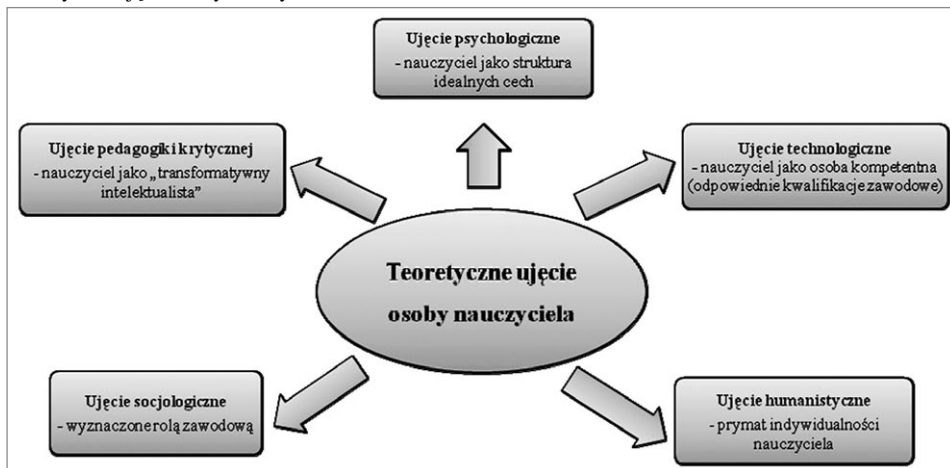 Ujęcie psychologiczne
- nauczyciel jako struktura
idealnych cech
Ujęcie pedagogiki krytycznej
- nauczyciel jako „transformatywny
intelektualista”
Ujęcie technologiczne
- nauczyciel jako osoba kompetentna
(odpowiednie kwalifikacje zawodowe)
Teoretyczne ujęcie
osoby nauczyciela
Ujęcie socjologiczne
- wyznaczone rolą zawodową
Ujęcie humanistyczne
- prymat indywidualności
nauczyciela